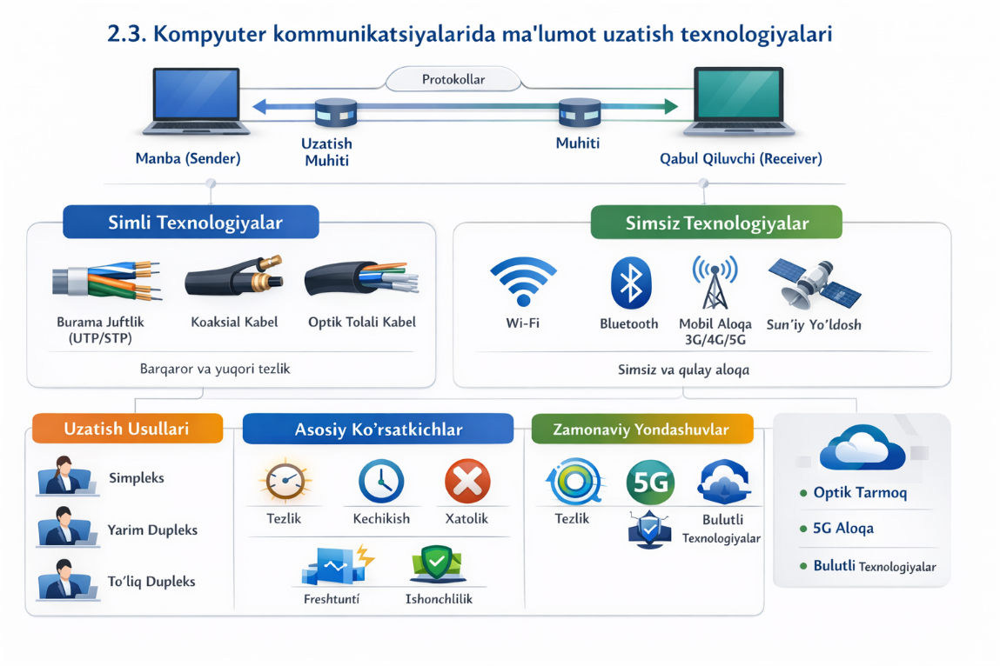 2.3. Kompyuter kommunikatsiyalarida ma'lumot uzatish texnologiyalari
Protokollar
Uzatish
Muhiti
Muhiti
Manba (Sender)
Qabul Qiluvchi (Receiver)
Simli Texnologiyalar
Burama Juftlik
(UTP/STP)
Koaksial Kabel
Optik Tolali Kabel
Barqaror va yuqori tezlik
Simsiz Texnologiyalar
Wi-Fi
Bluetooth
Mobil Aloqa
3G/4G/5G
Sun'iy Yo'ldosh
Simsiz va qulay aloqa
Uzatish Usullari
Simpleks
Yarim Dupleks
To'liq Dupleks
Asosiy Ko'rsatkichlar
Tezlik
Kechikish
Xatolik
Freshtuntí
Ishonchlilik
Zamonaviy Yondashuvlar
5G
Tezlik
Bulutli
Texnologiyalar
Optik Tarmoq
5G Aloqa
Bulutli Texnologiyalar